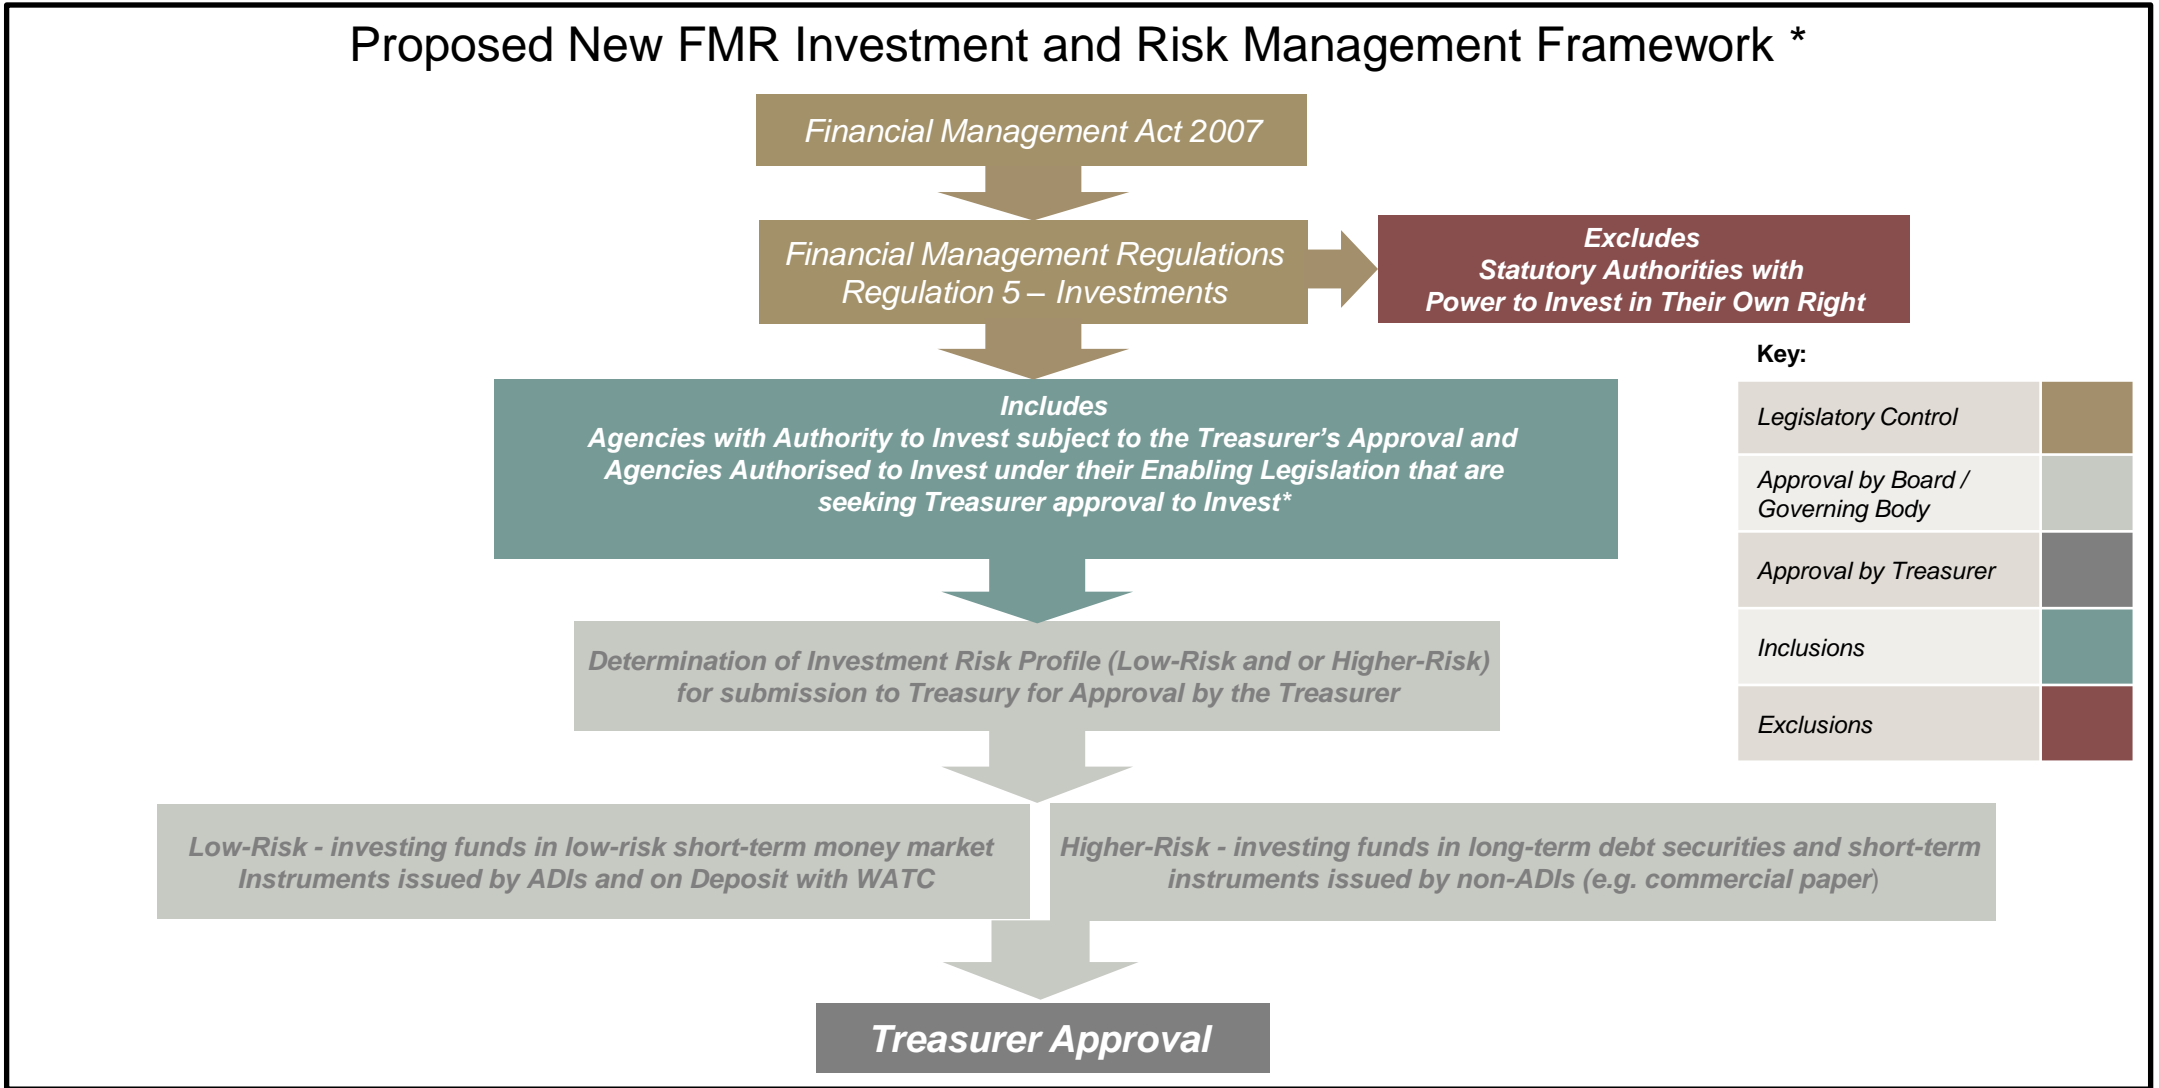 Proposed New FMR Investment and Risk Management Framework *
Financial Management Act 2007
Financial Management Regulations
Regulation 5 – Investments
Excludes
Statutory Authorities with
Power to Invest in Their Own Right
Includes
Agencies with Authority to Invest subject to the Treasurer’s Approval and
Agencies Authorised to Invest under their Enabling Legislation that are
seeking Treasurer approval to Invest*
Key:
Legislatory Control
Approval by Board /
Governing Body
Approval by Treasurer
Inclusions
Exclusions
Determination of Investment Risk Profile (Low-Risk and or Higher-Risk)
for submission to Treasury for Approval by the Treasurer
Low-Risk - investing funds in low-risk short-term money market
Instruments issued by ADIs and on Deposit with WATC
Higher-Risk - investing funds in long-term debt securities and short-term
instruments issued by non-ADIs (e.g. commercial paper)
Treasurer Approval